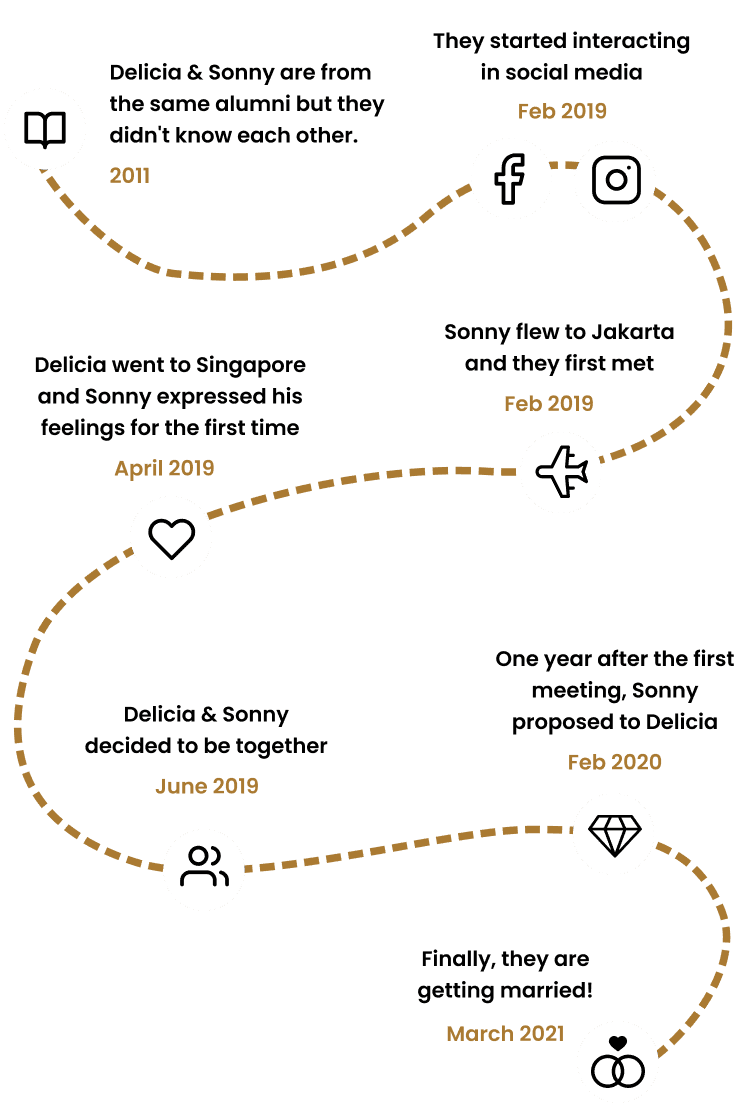 Delicia & Sonny are from
the same alumni but they
didn't know each other.
2011
They started interacting
in social media
Feb 2019
Sonny flew to Jakarta
and they first met
Feb 2019
Delicia went to Singapore
and Sonny expressed his
feelings for the first time
April 2019
Delicia & Sonny
decided to be together
June 2019
One year after the first
meeting, Sonny
proposed to Delicia
Feb 2020
Finally, they are
getting married!
March 2021